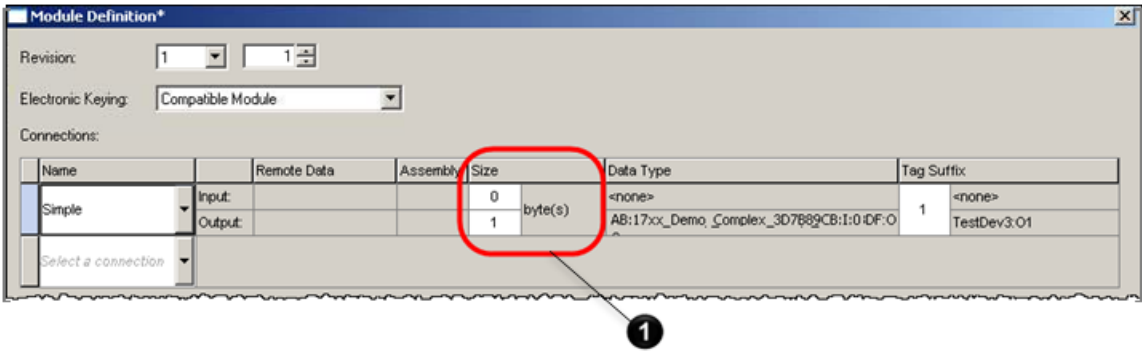 Module Definition*
Revision: 1 1
Electronic Keying: Compatible Module
Connections:
Name Remote Data Assembly Size Data Type Tag Suffix
Simple Input: 0 byte(s) <none> 1 <none>
Output: 1 AB:17xx_Demo_Complex_3D7B89CB:I:0:DF:O TestDev3:O1
Select a connection
1